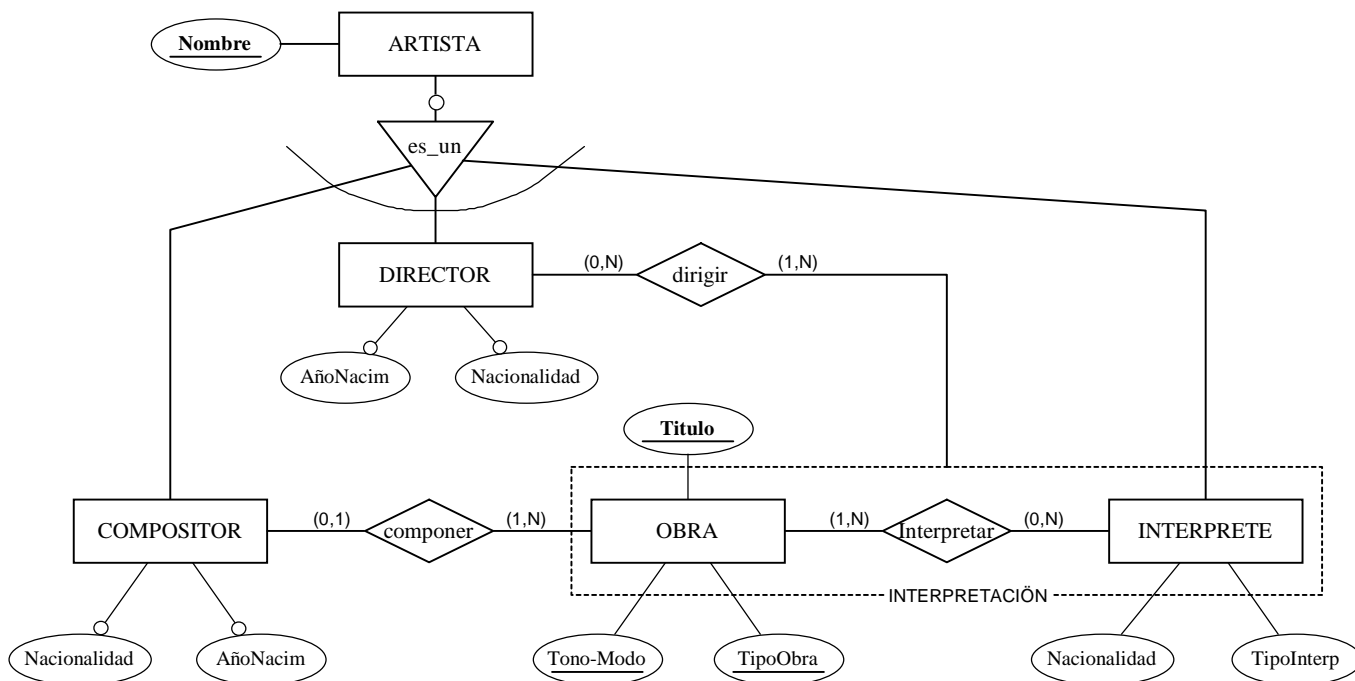 Nombre
ARTISTA
es_un
DIRECTOR
(0,N)
dirigir
(1,N)
AñoNacim
Nacionalidad
Titulo
COMPOSITOR
(0,1)
componer
(1,N)
OBRA
(1,N)
Interpretar
(0,N)
INTERPRETE
INTERPRETACIÖN
Nacionalidad
AñoNacim
Tono-Modo
TipoObra
Nacionalidad
TipoInterp